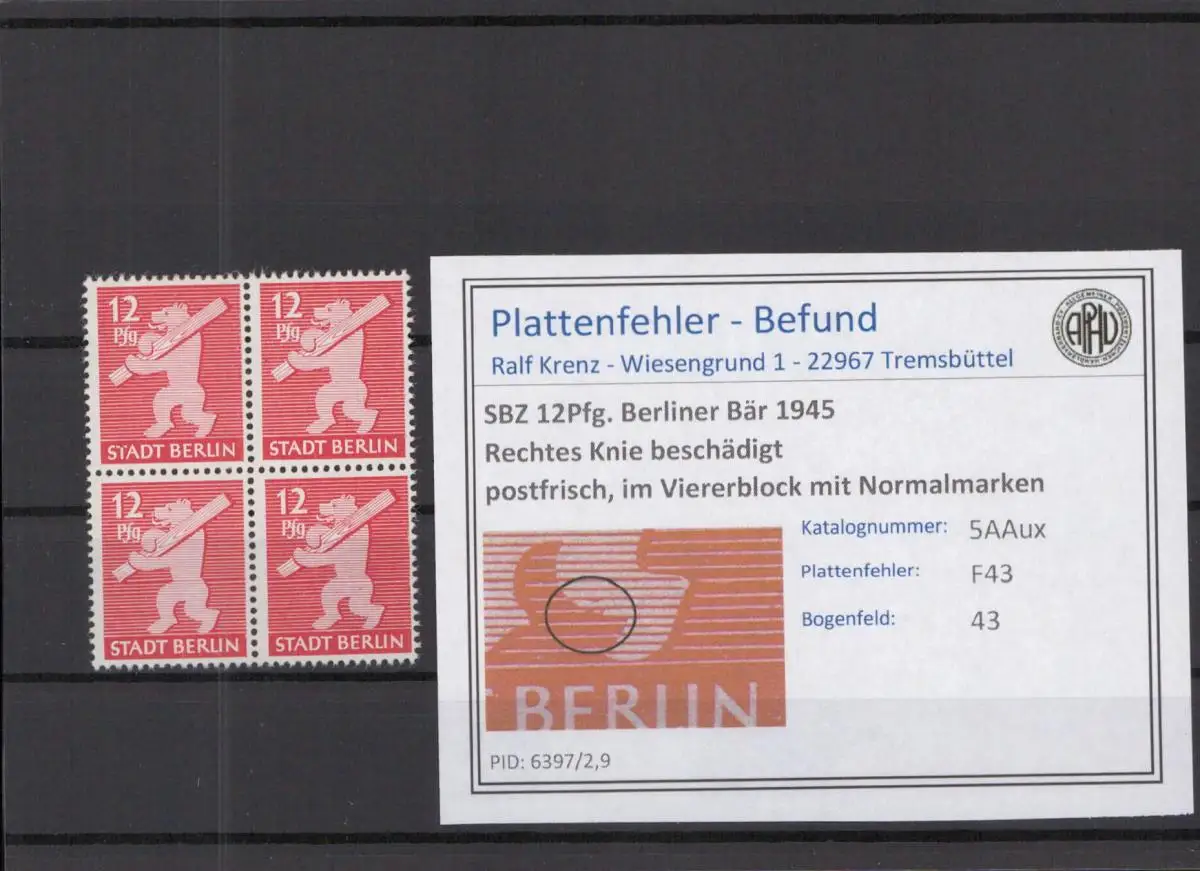 12
Pfg
STADT BERLIN
12
Pfg
STADT BERLIN
12
Pfg
STADT BERLIN
12
Pfg
STADT BERLIN
Plattenfehler - Befund
Ralf Krenz - Wiesengrund 1 - 22967 Tremsbüttel
APHV
SBZ 12Pfg. Berliner Bär 1945
Rechtes Knie beschädigt
postfrisch, im Viererblock mit Normalmarken
Katalognummer: 5AAux
Plattenfehler: F43
Bogenfeld: 43
BERLIN
PID: 6397/2,9